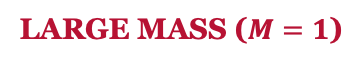 LARGE MASS (M = 1)